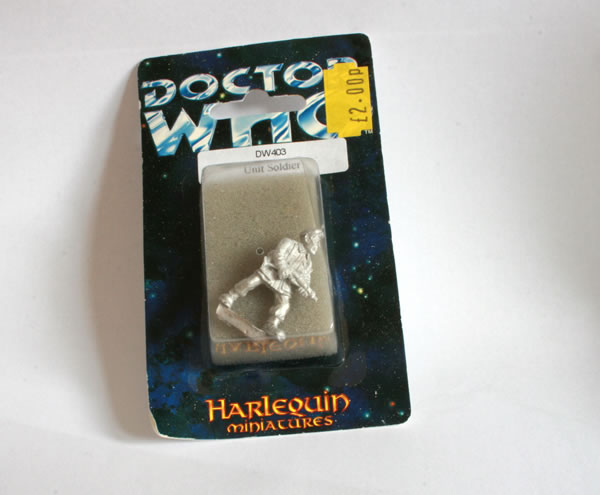 DOCTOR
WHO
£2.00p
DW403
Unit Soldier
HARLEQUIN
MINIATURES